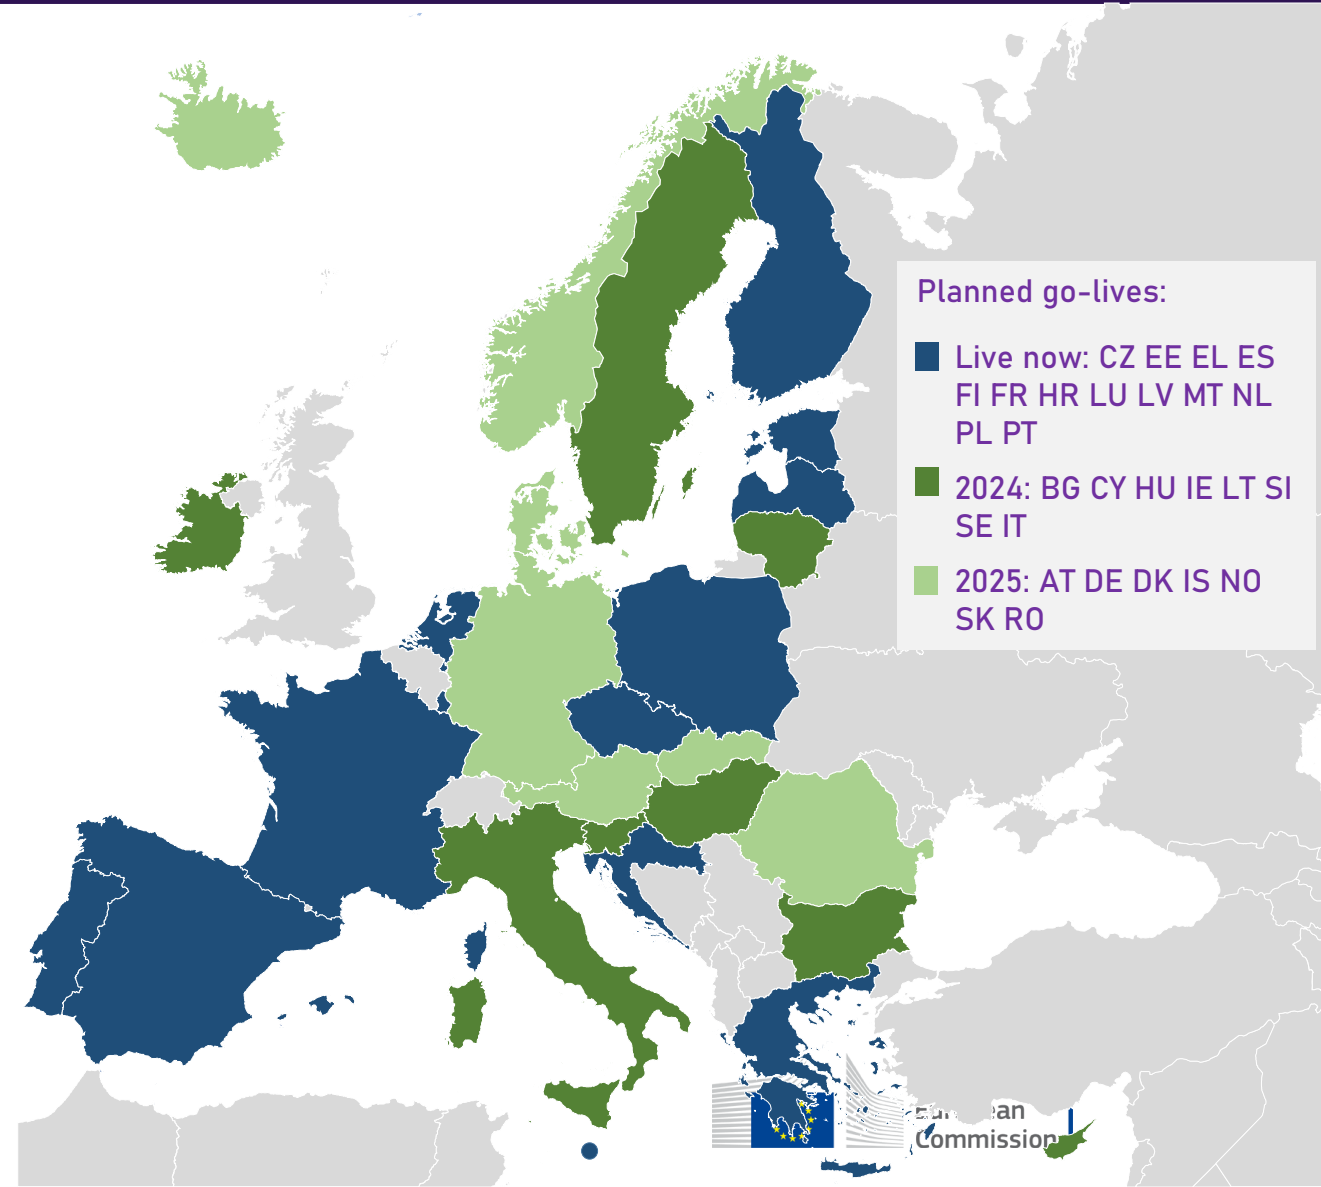 Planned go-lives:
Live now: CZ EE EL ES
FI FR HR LU LV MT NL
PL PT
2024: BG CY HU IE LT SI
SE IT
2025: AT DE DK IS NO
SK RO
Commission